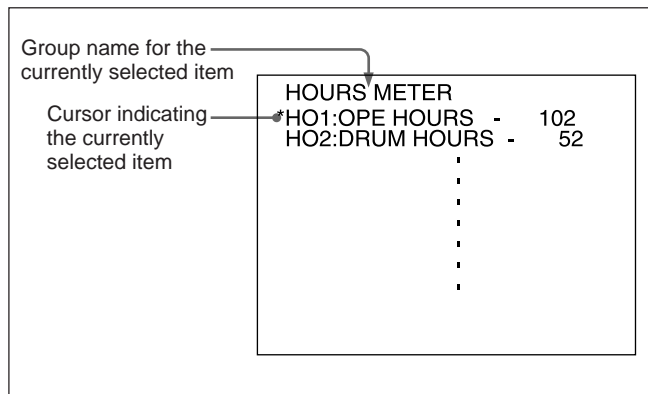 Group name for the
currently selected item
Cursor indicating
the currently
selected item
HOURS METER
*HO1:OPE HOURS - 102
HO2:DRUM HOURS - 52